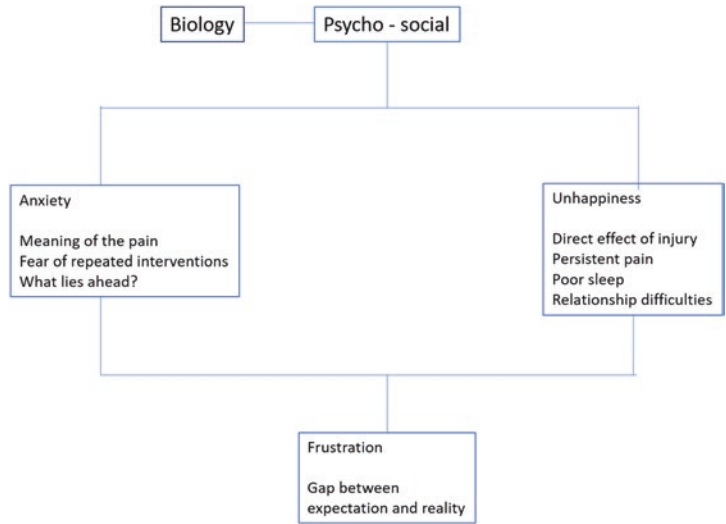 Biology
Psycho - social
Anxiety
Meaning of the pain
Fear of repeated interventions
What lies ahead?
Unhappiness
Direct effect of injury
Persistent pain
Poor sleep
Relationship difficulties
Frustration
Gap between
expectation and reality